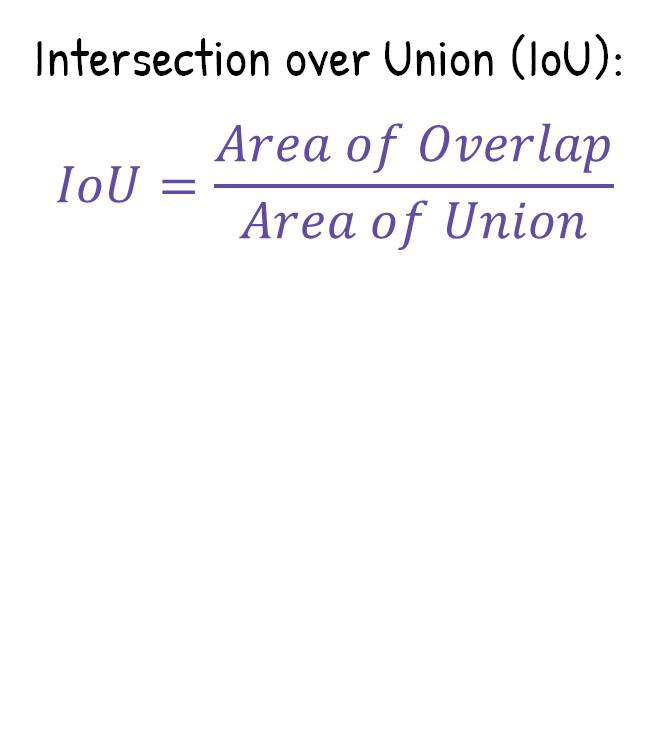 Intersection over Union (IoU):
IoU = Area of Overlap / Area of Union